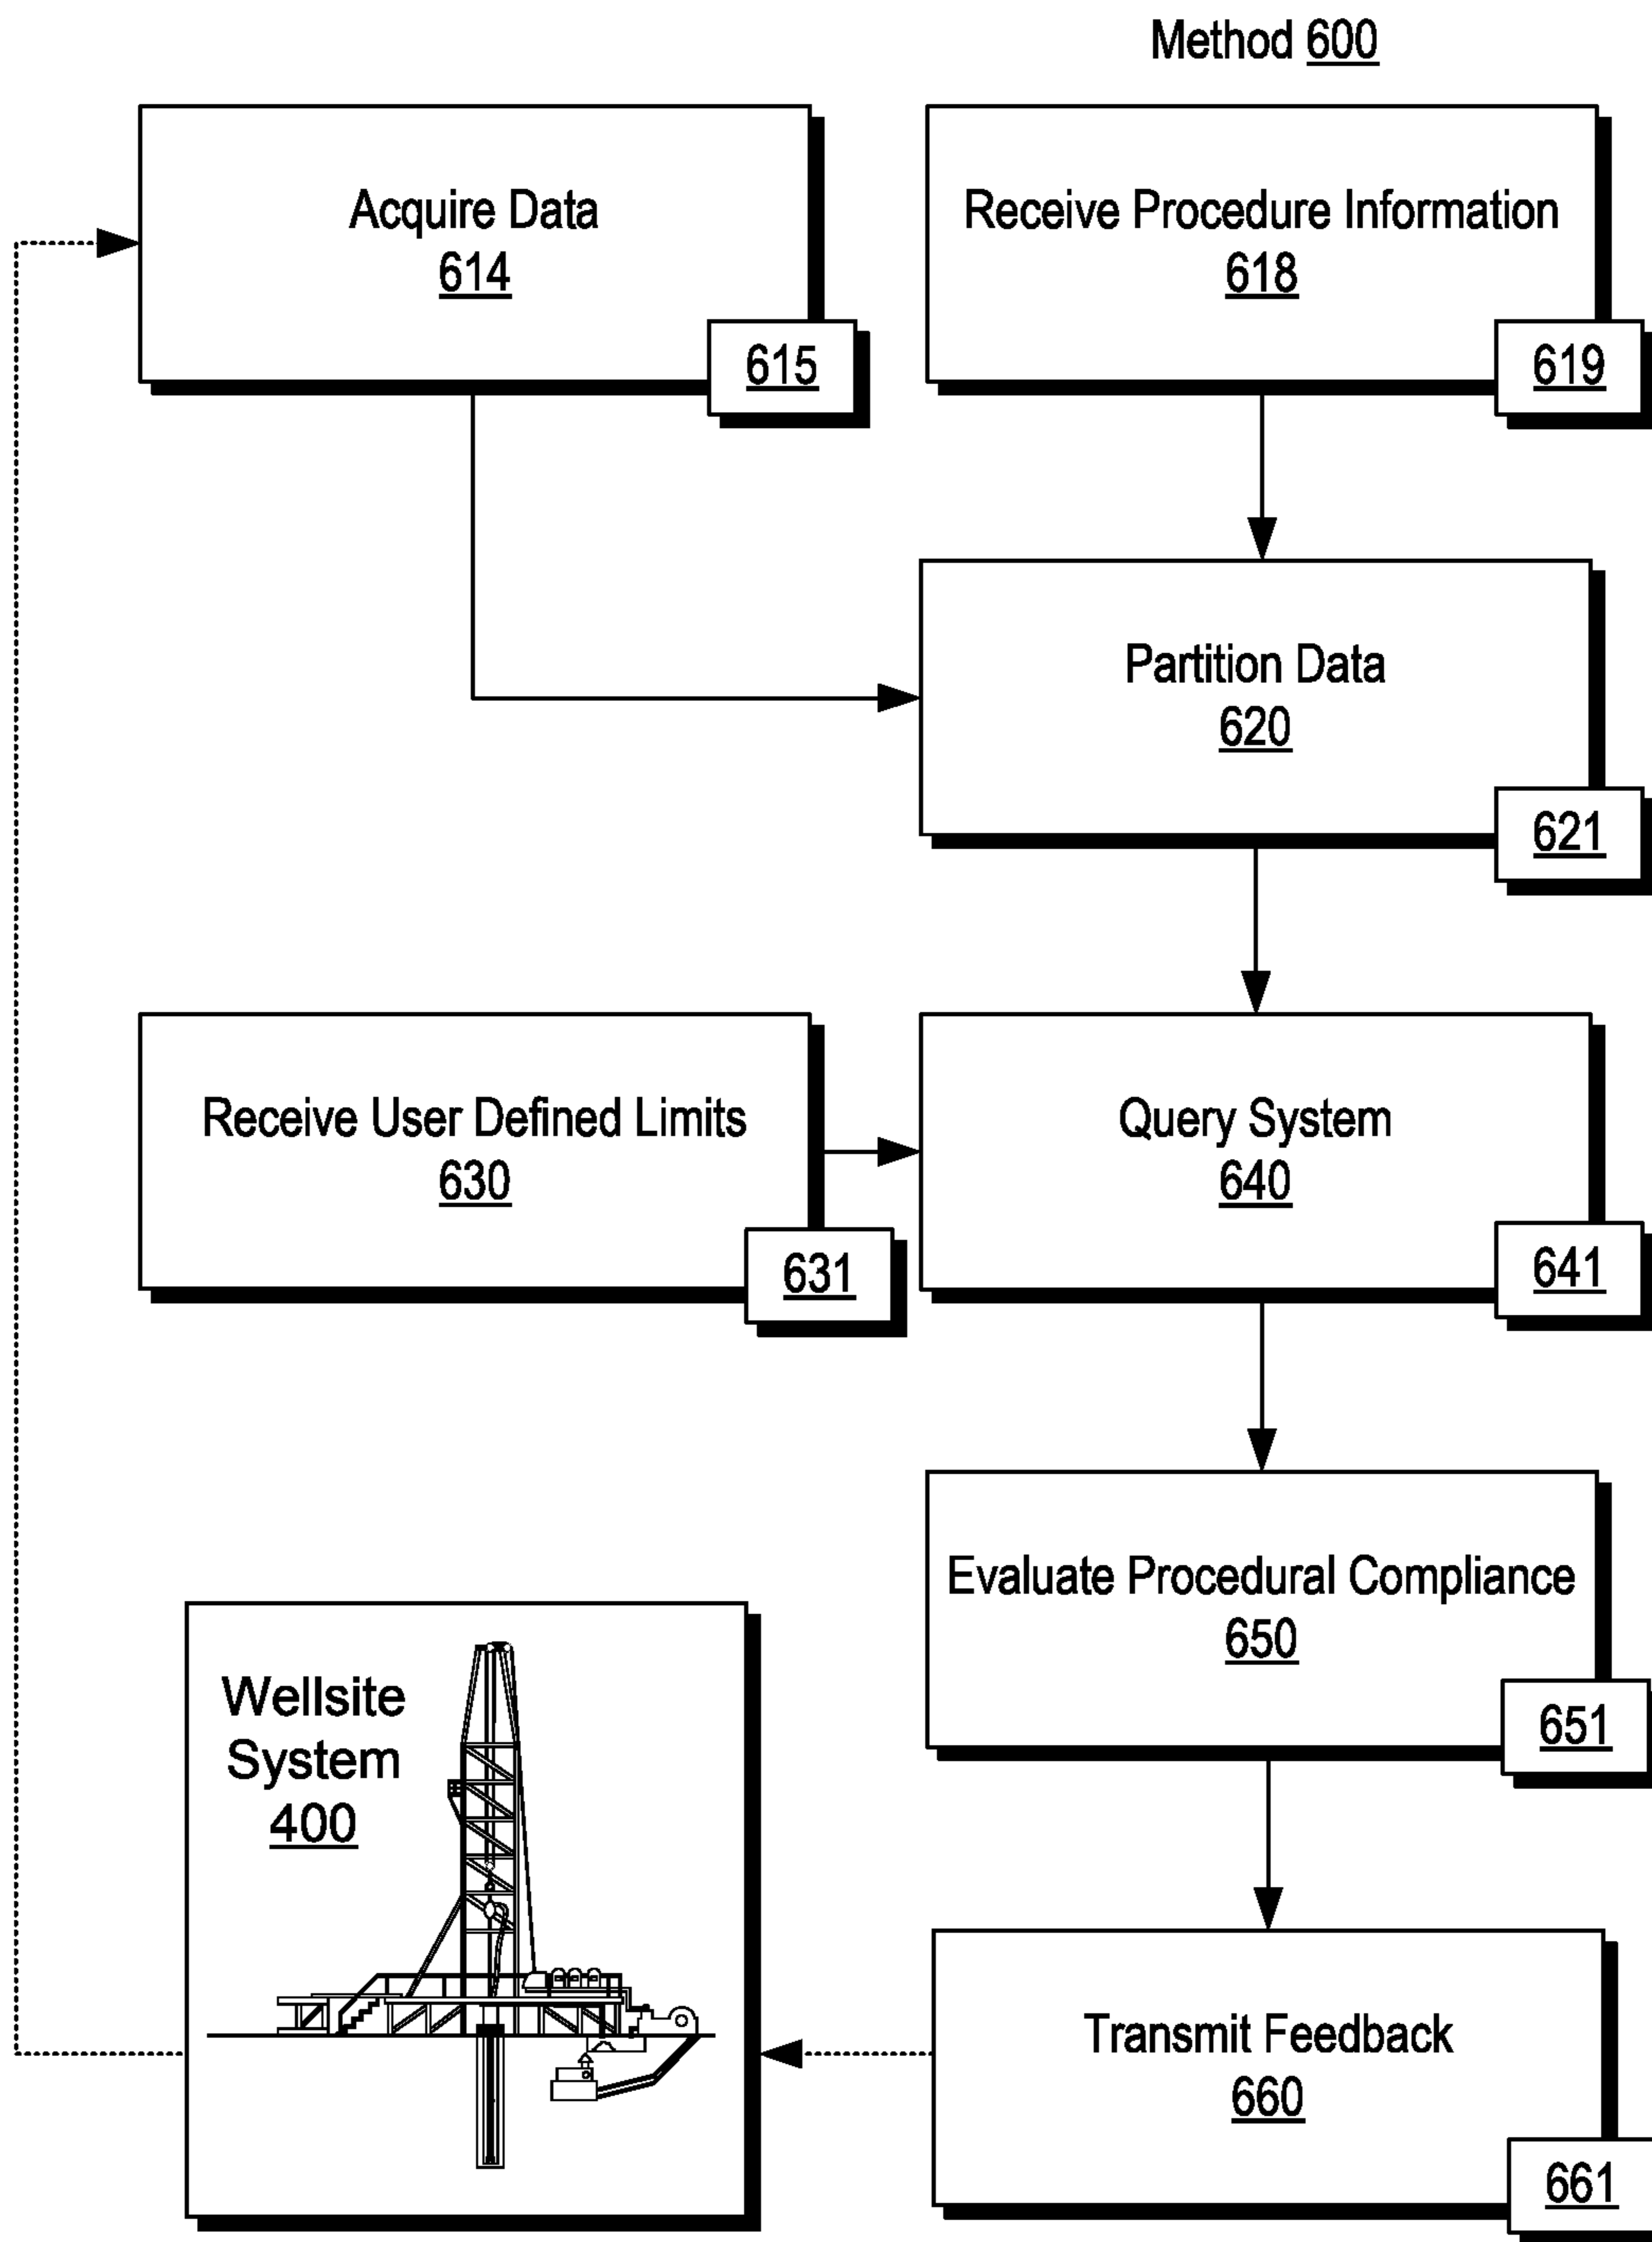 Method 600
Acquire Data
614
615
Receive Procedure Information
618
619
Partition Data
620
621
Receive User Defined Limits
630
631
Query System
640
641
Evaluate Procedural Compliance
650
651
Wellsite
System
400
Transmit Feedback
660
661